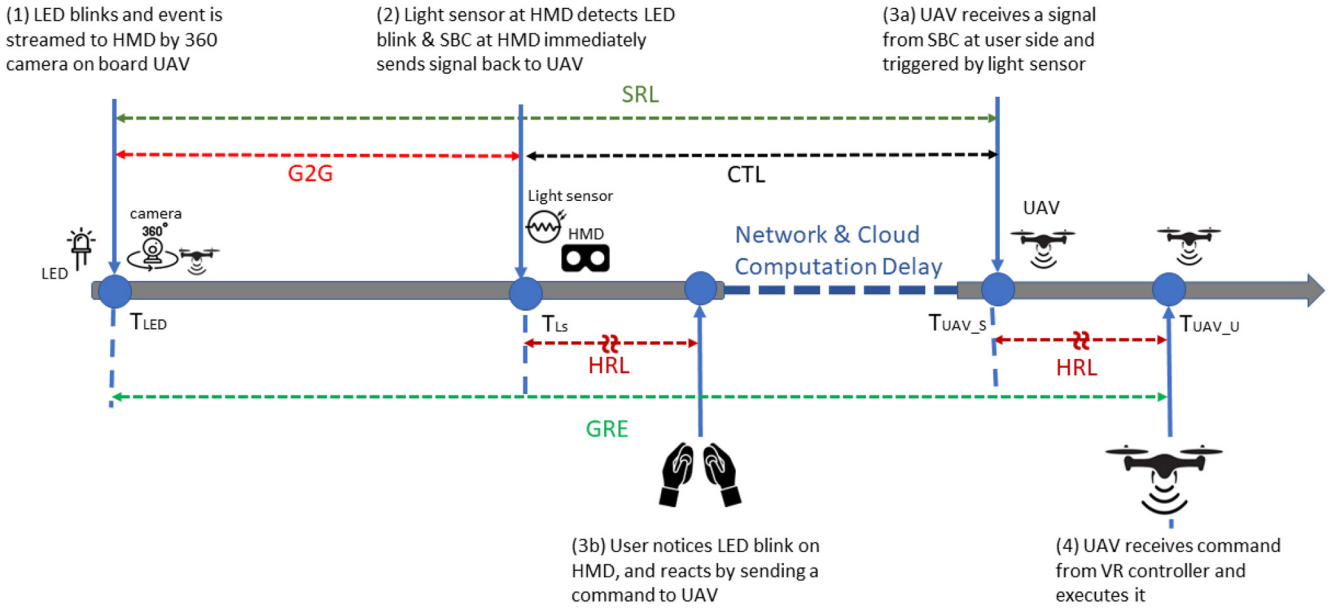 (1) LED blinks and event is
streamed to HMD by 360
camera on board UAV
(2) Light sensor at HMD detects LED
blink & SBC at HMD immediately
sends signal back to UAV
(3a) UAV receives a signal
from SBC at user side and
triggered by light sensor
SRL
G2G
CTL
Light sensor
camera
360°
HMD
UAV
LED
Network & Cloud
Computation Delay
TLED
TLs
TUAV_S
TUAV_U
HRL
HRL
GRE
(3b) User notices LED blink on
HMD, and reacts by sending a
command to UAV
(4) UAV receives command
from VR controller and
executes it